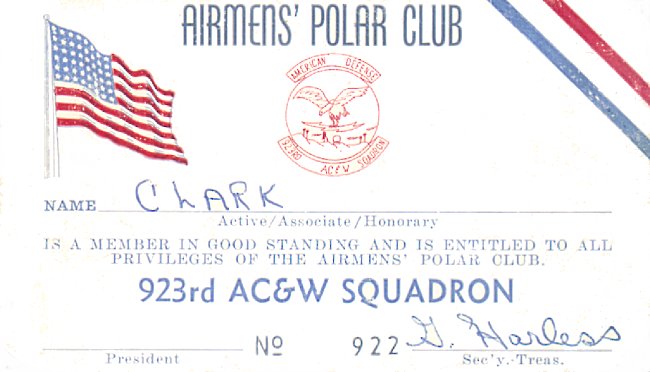 AIRMENS' POLAR CLUB
AMERICAN DEFENSE
923RD AC&W SQUADRON
NAME CLARK
Active/Associate/Honorary
IS A MEMBER IN GOOD STANDING AND IS ENTITLED TO ALL
PRIVILEGES OF THE AIRMENS' POLAR CLUB.
923rd AC&W SQUADRON
Nº 922 G. Harless
President Sec'y.-Treas.